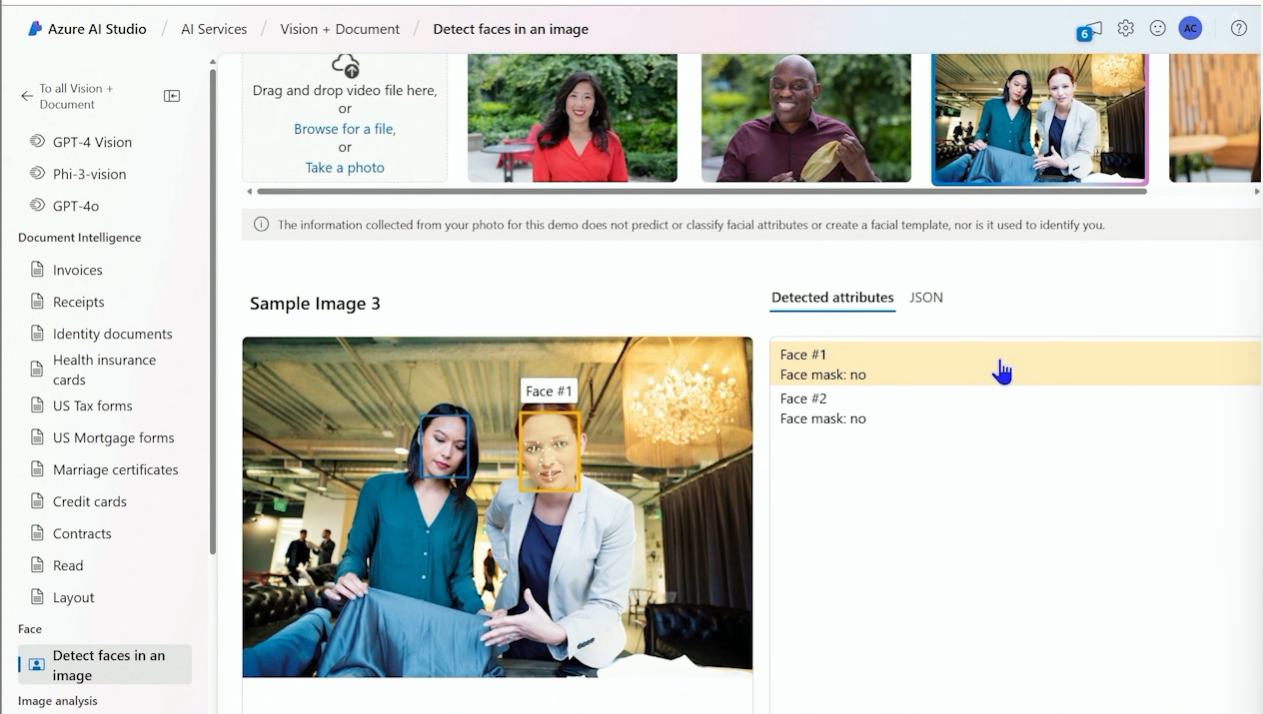 Azure AI Studio / AI Services / Vision + Document / Detect faces in an image
6
AC
To all Vision +
Document
GPT-4 Vision
Phi-3-vision
GPT-4o
Document Intelligence
Invoices
Receipts
Identity documents
Health insurance
cards
US Tax forms
US Mortgage forms
Marriage certificates
Credit cards
Contracts
Read
Layout
Face
Detect faces in an
image
Image analysis
Drag and drop video file here,
or
Browse for a file,
or
Take a photo
The information collected from your photo for this demo does not predict or classify facial attributes or create a facial template, nor is it used to identify you.
Sample Image 3
Face #1
Detected attributes JSON
Face #1
Face mask: no
Face #2
Face mask: no